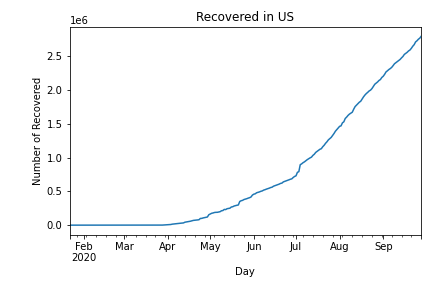 Recovered in US
1e6
2.5
2.0
1.5
1.0
0.5
0.0
Number of Recovered
Feb Mar Apr May Jun Jul Aug Sep
2020
Day